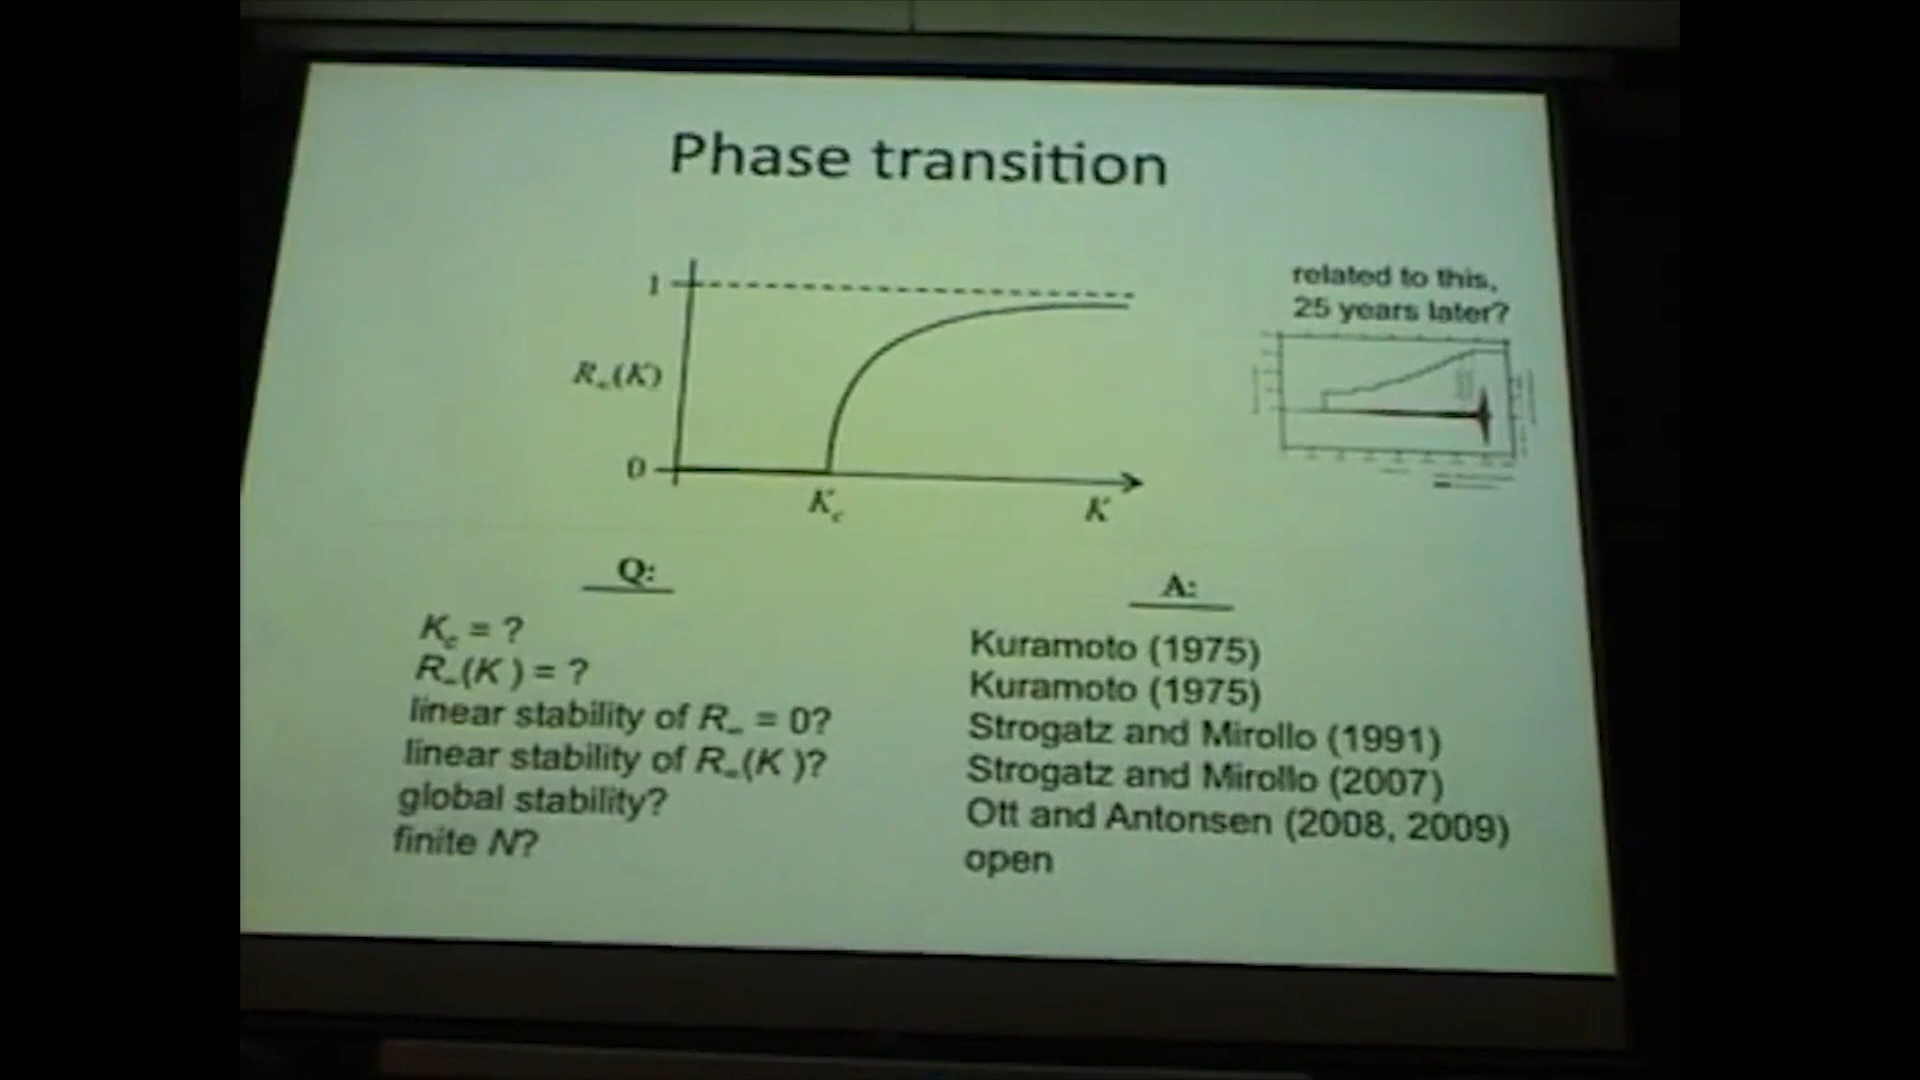 Phase transition
related to this,
25 years later?
1
R∞(K)
0
K_c
K
Q:
A:
K_c = ?
Kuramoto (1975)
R∞(K) = ?
Kuramoto (1975)
linear stability of R∞ = 0?
Strogatz and Mirollo (1991)
linear stability of R∞(K)?
Strogatz and Mirollo (2007)
global stability?
Ott and Antonsen (2008, 2009)
finite N?
open